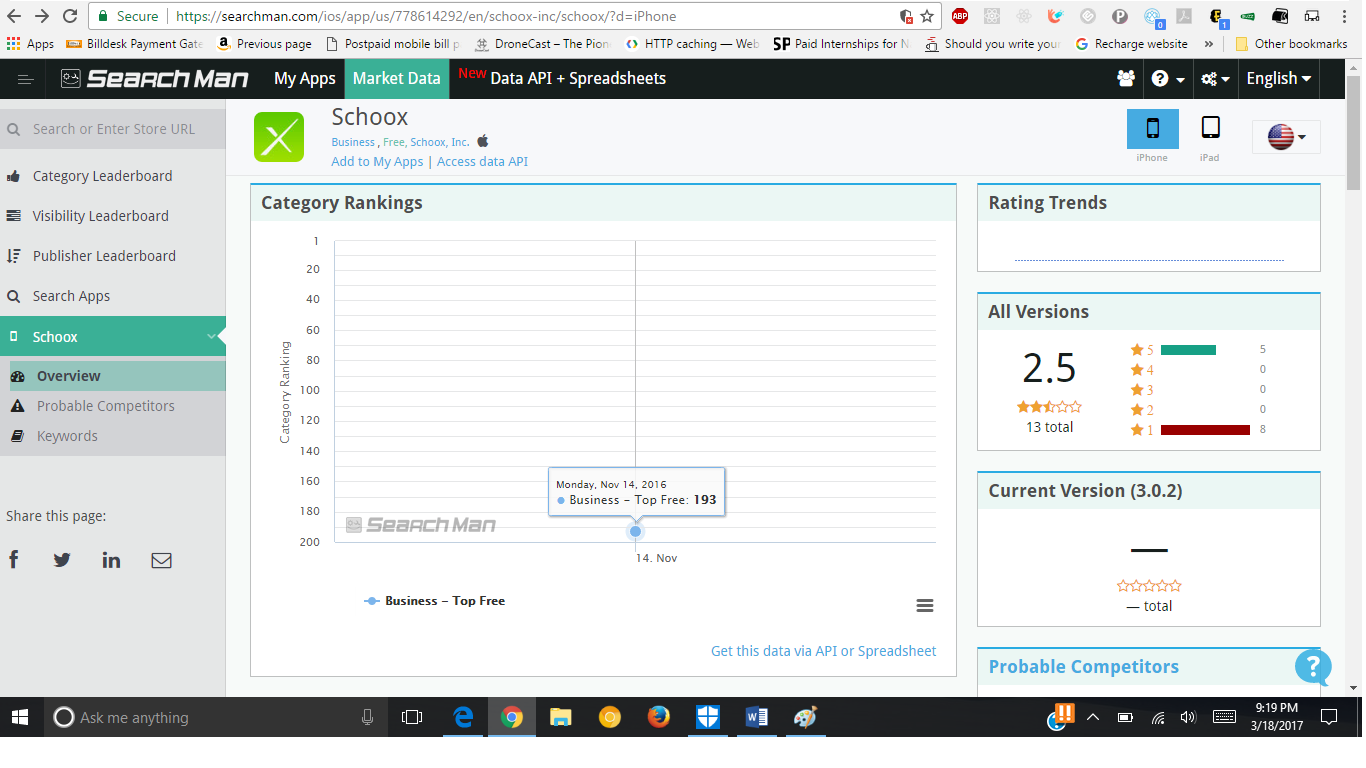 Secure https://searchman.com/ios/app/us/778614292/en/schoox-inc/schoox/?d=iPhone ABP 0 1
Apps Billdesk Payment Gate Previous page Postpaid mobile bill p DroneCast – The Pion HTTP caching — Web SP Paid Internships for N Should you write your Recharge website » Other bookmarks
SEARCH MAN My Apps Market Data New Data API + Spreadsheets English
Search or Enter Store URL
Category Leaderboard
Visibility Leaderboard
Publisher Leaderboard
Search Apps
Schoox
Overview
Probable Competitors
Keywords
Share this page:
Schoox
Business , Free, Schoox, Inc.
Add to My Apps | Access data API
iPhone iPad
Category Rankings
Category Ranking
1
20
40
60
80
100
120
140
160
180
200
Monday, Nov 14, 2016
Business – Top Free: 193
SEARCH MAN
14. Nov
Business – Top Free
Get this data via API or Spreadsheet
Rating Trends
All Versions
2.5
13 total
5 5
4 0
3 0
2 0
1 8
Current Version (3.0.2)
—
— total
Probable Competitors
?
Ask me anything
9:19 PM
3/18/2017